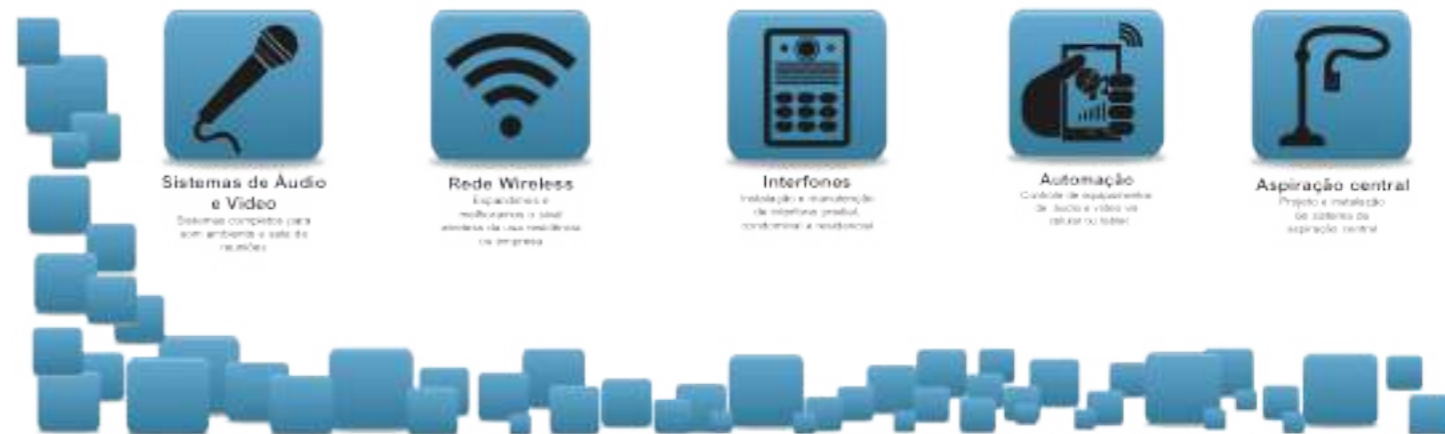 Sistemas de Áudio
e Video
Sistemas completos para
som ambiente e sala de
reuniões
Rede Wireless
Expandimos e
melhoramos o sinal
wireless da sua residência
ou empresa
Interfones
Instalação e manutenção
de interfone predial,
condominial e residencial
Automação
Controle de equipamentos
de áudio e vídeo via
celular ou tablet
Aspiração central
Projeto e instalação
de sistema de
aspiração central